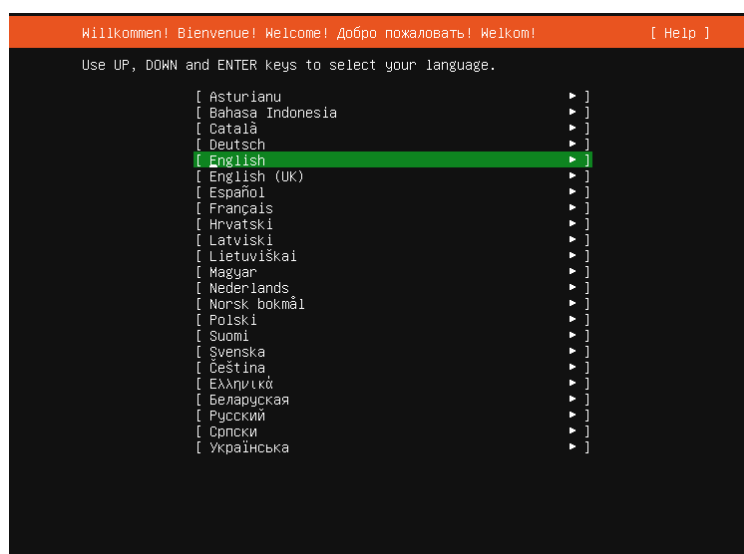 Willkommen! Bienvenue! Welcome! Добро пожаловать! Welkom! [ Help ]
Use UP, DOWN and ENTER keys to select your language.
[ Asturianu ► ]
[ Bahasa Indonesia ► ]
[ Català ► ]
[ Deutsch ► ]
[ English ► ]
[ English (UK) ► ]
[ Español ► ]
[ Français ► ]
[ Hrvatski ► ]
[ Latviski ► ]
[ Lietuviškai ► ]
[ Magyar ► ]
[ Nederlands ► ]
[ Norsk bokmål ► ]
[ Polski ► ]
[ Suomi ► ]
[ Svenska ► ]
[ Čeština ► ]
[ Ελληνικά ► ]
[ Беларуская ► ]
[ Русский ► ]
[ Српски ► ]
[ Українська ► ]